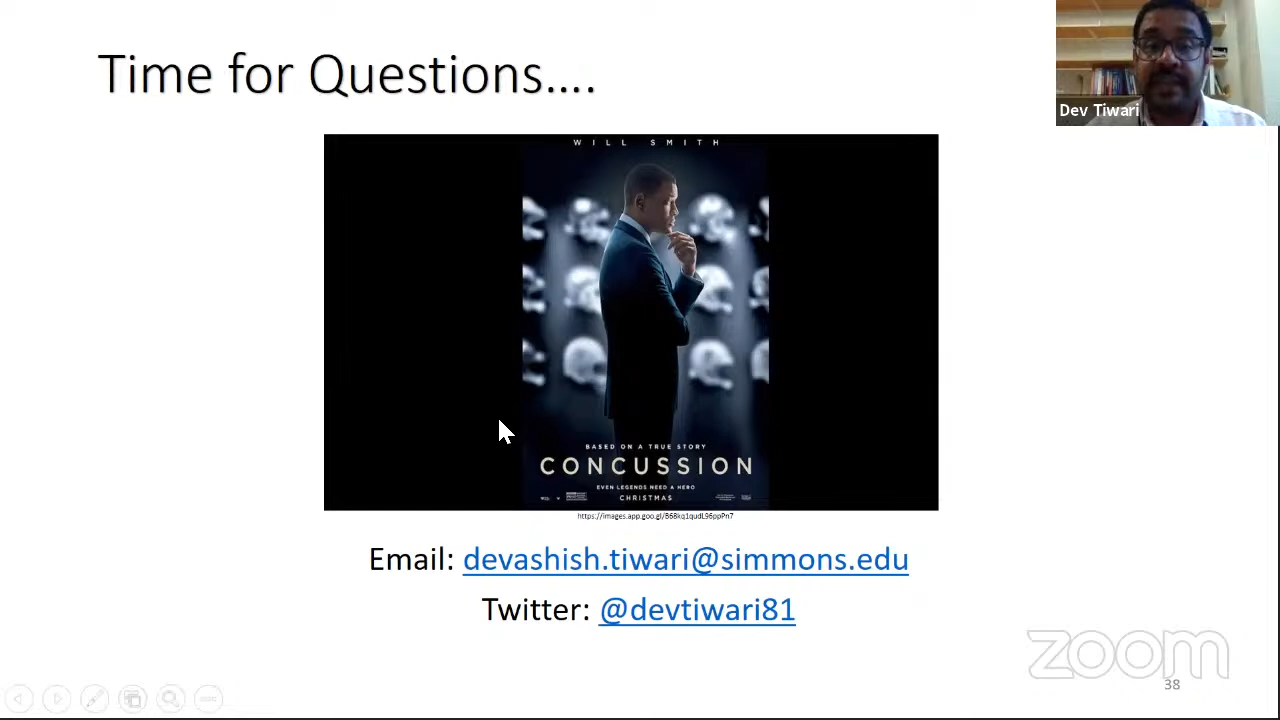 Time for Questions....
Dev Tiwari
WILL SMITH
BASED ON A TRUE STORY
CONCUSSION
EVEN LEGENDS NEED A HERO
CHRISTMAS
Email: devashish.tiwari@simmons.edu
Twitter: @devtiwari81
zoom
38